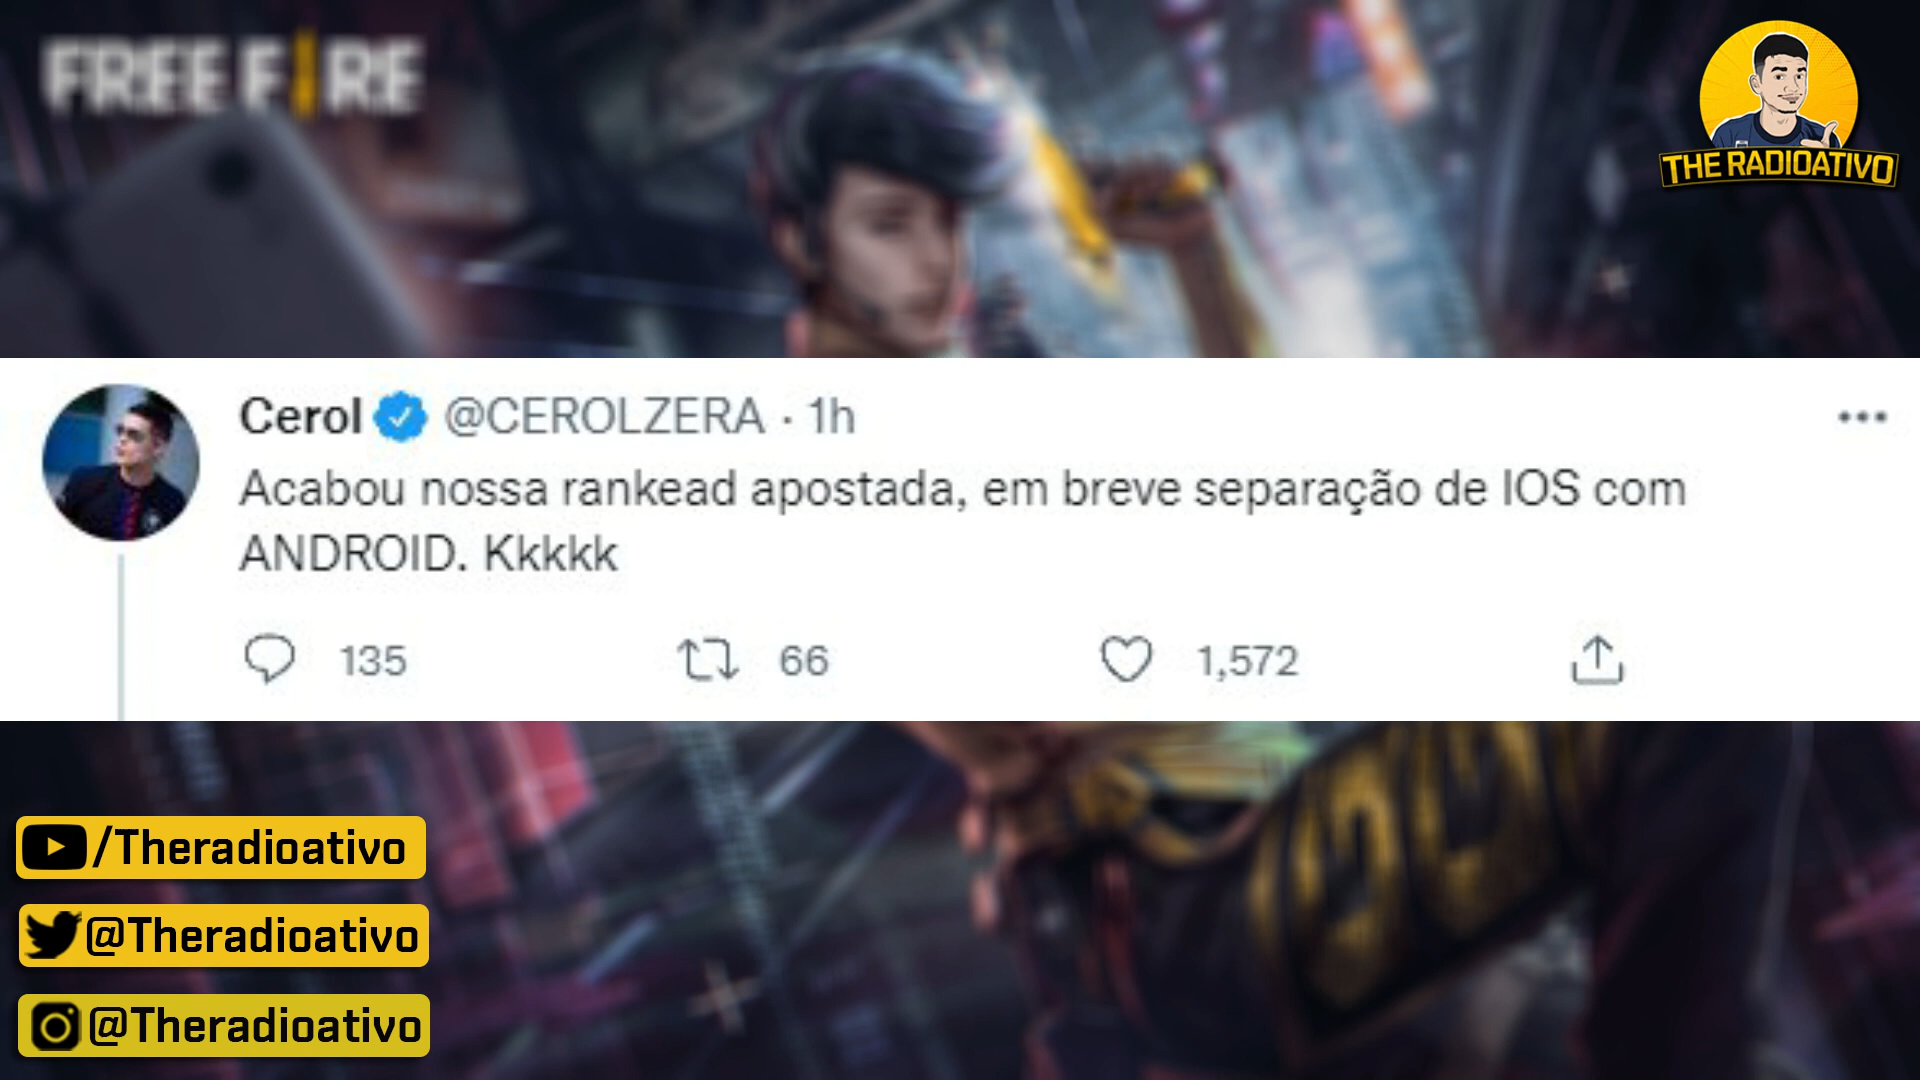 FREE FIRE
THE RADIOATIVO
Cerol @CEROLZERA · 1h
Acabou nossa rankead apostada, em breve separação de IOS com
ANDROID. Kkkkk
135 66 1,572
/Theradioativo
@Theradioativo
@Theradioativo